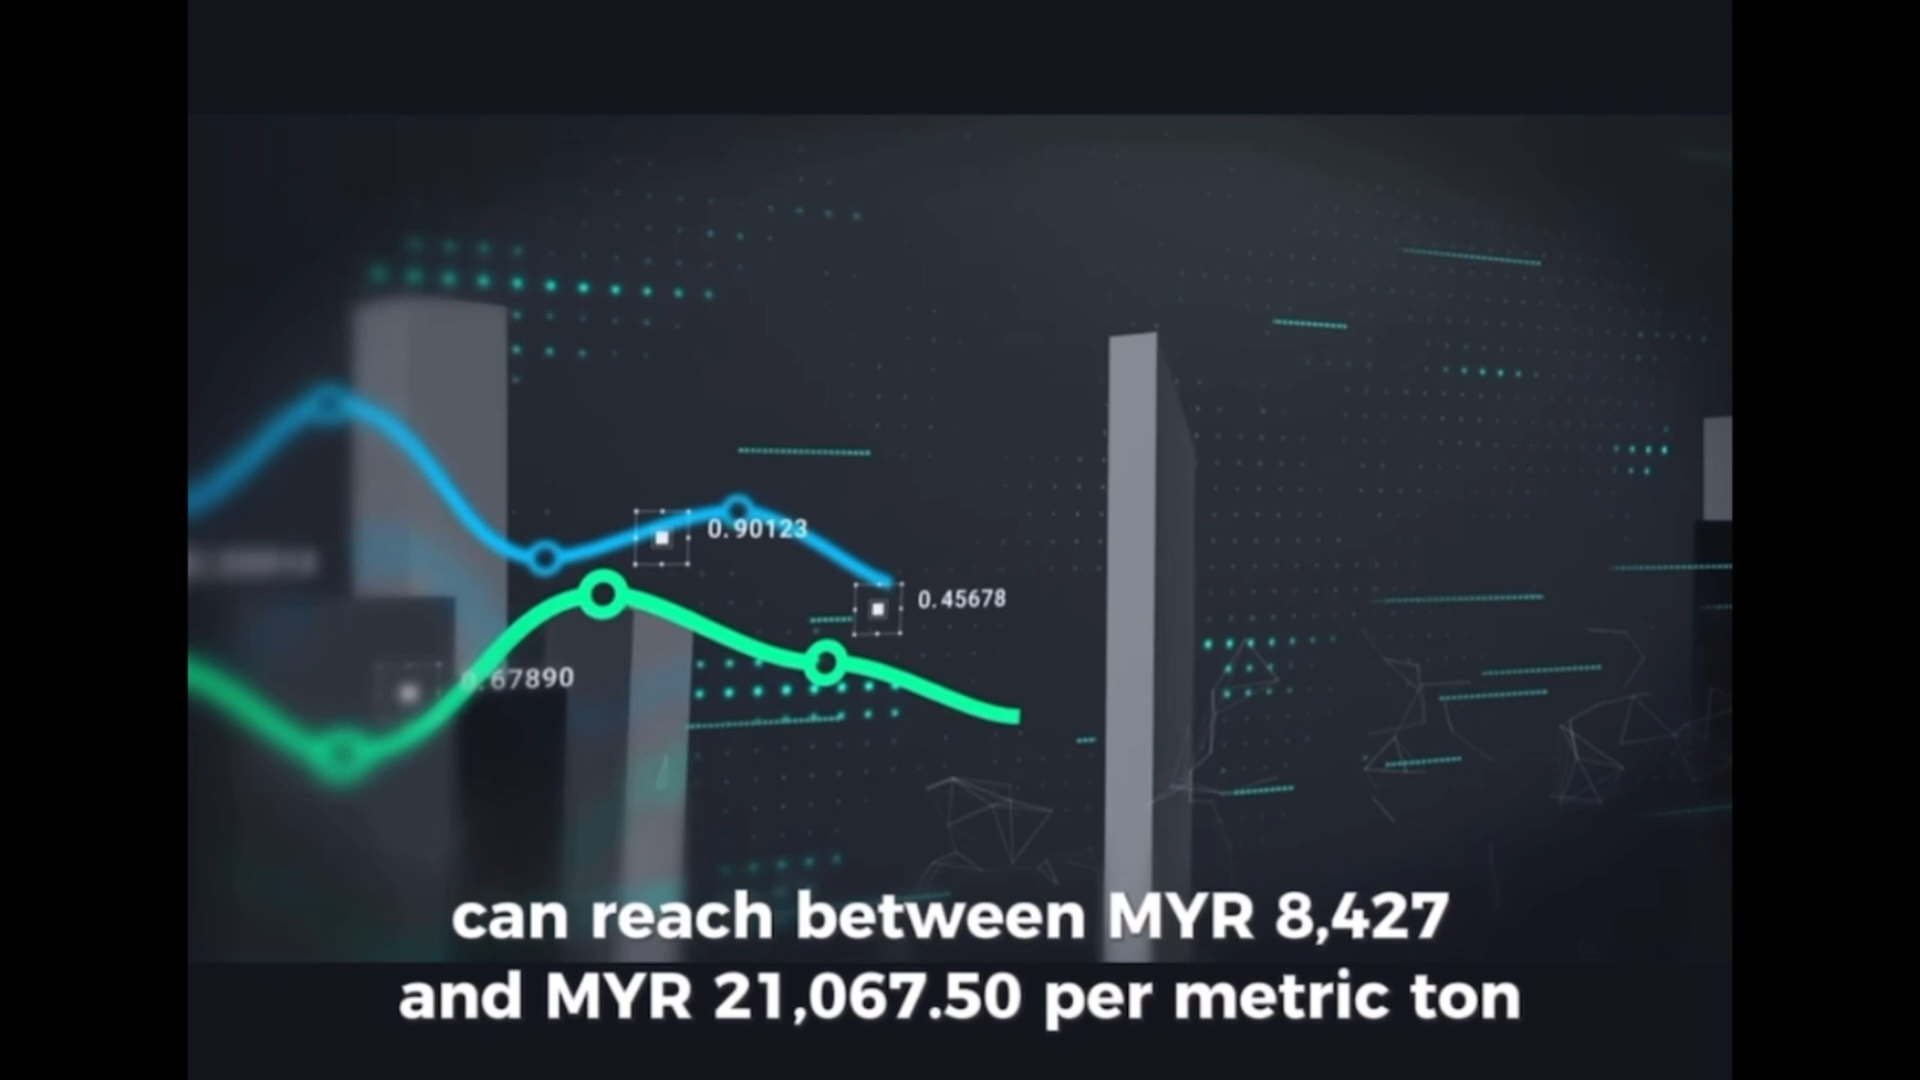 0.90123
0.45678
0.67890
can reach between MYR 8,427
and MYR 21,067.50 per metric ton